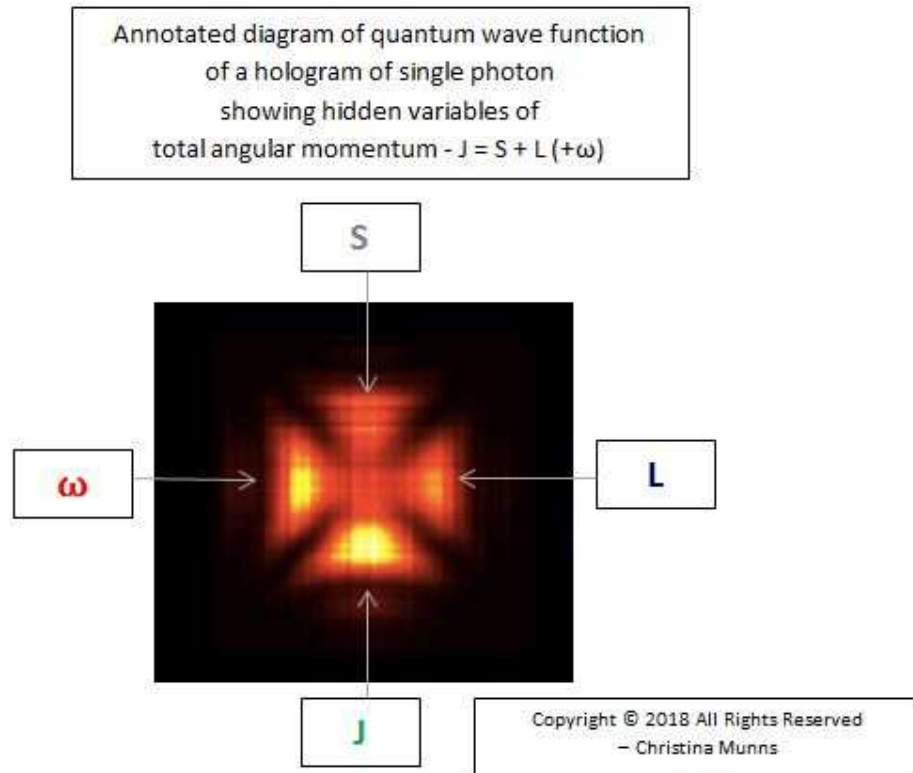 Annotated diagram of quantum wave function
of a hologram of single photon
showing hidden variables of
total angular momentum - J = S + L (+ω)
S
ω
L
J
Copyright © 2018 All Rights Reserved
– Christina Munns